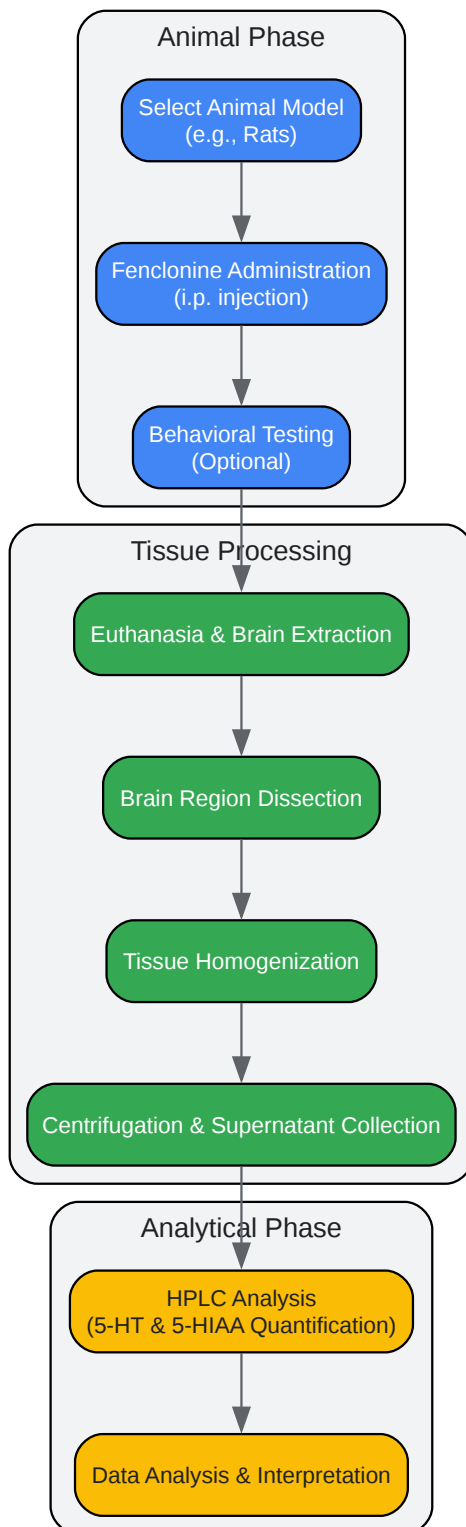 Animal Phase
Select Animal Model
(e.g., Rats)
Fenclonine Administration
(i.p. injection)
Behavioral Testing
(Optional)
Tissue Processing
Euthanasia & Brain Extraction
Brain Region Dissection
Tissue Homogenization
Centrifugation & Supernatant Collection
Analytical Phase
HPLC Analysis
(5-HT & 5-HIAA Quantification)
Data Analysis & Interpretation